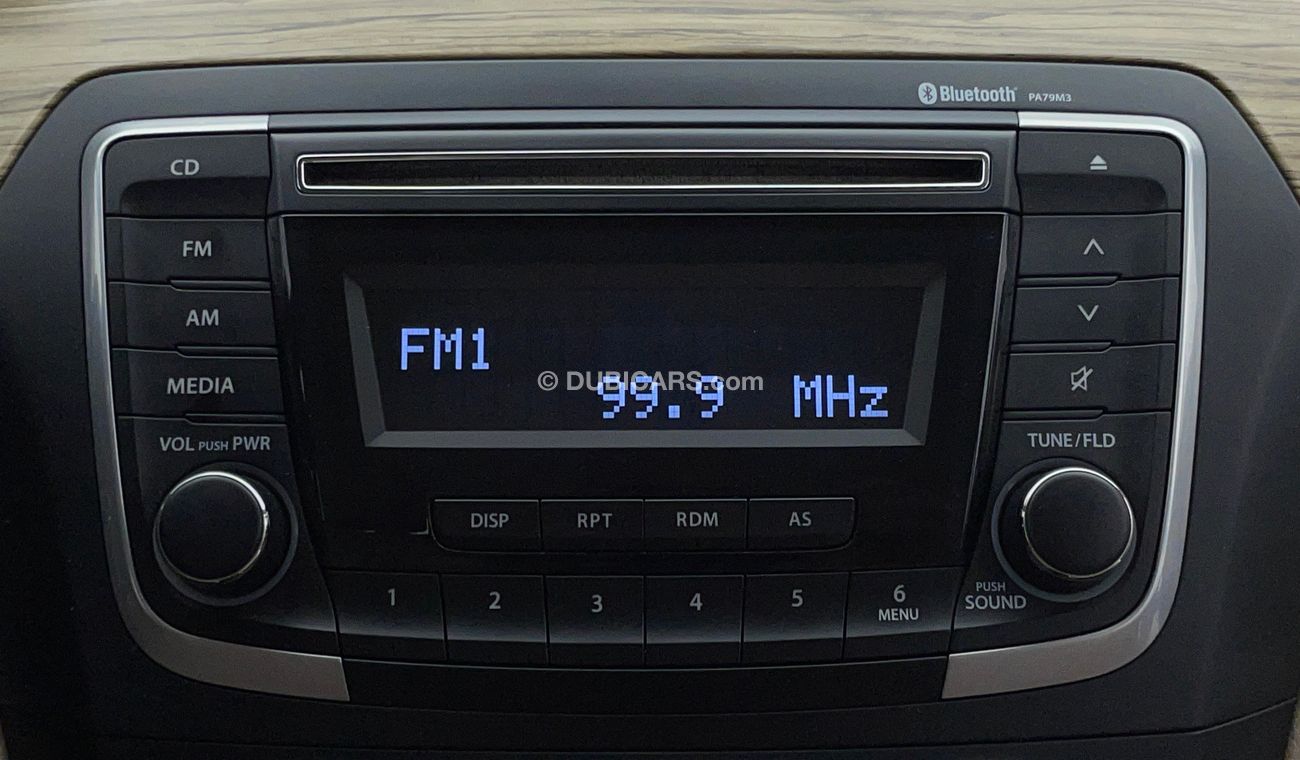 Bluetooth PA79M3
CD
FM
AM
MEDIA
VOL PUSH PWR
FM1
99.9 MHz
© DUBICARS.com
TUNE/FLD
DISP RPT RDM AS
1 2 3 4 5 6
MENU
PUSH
SOUND